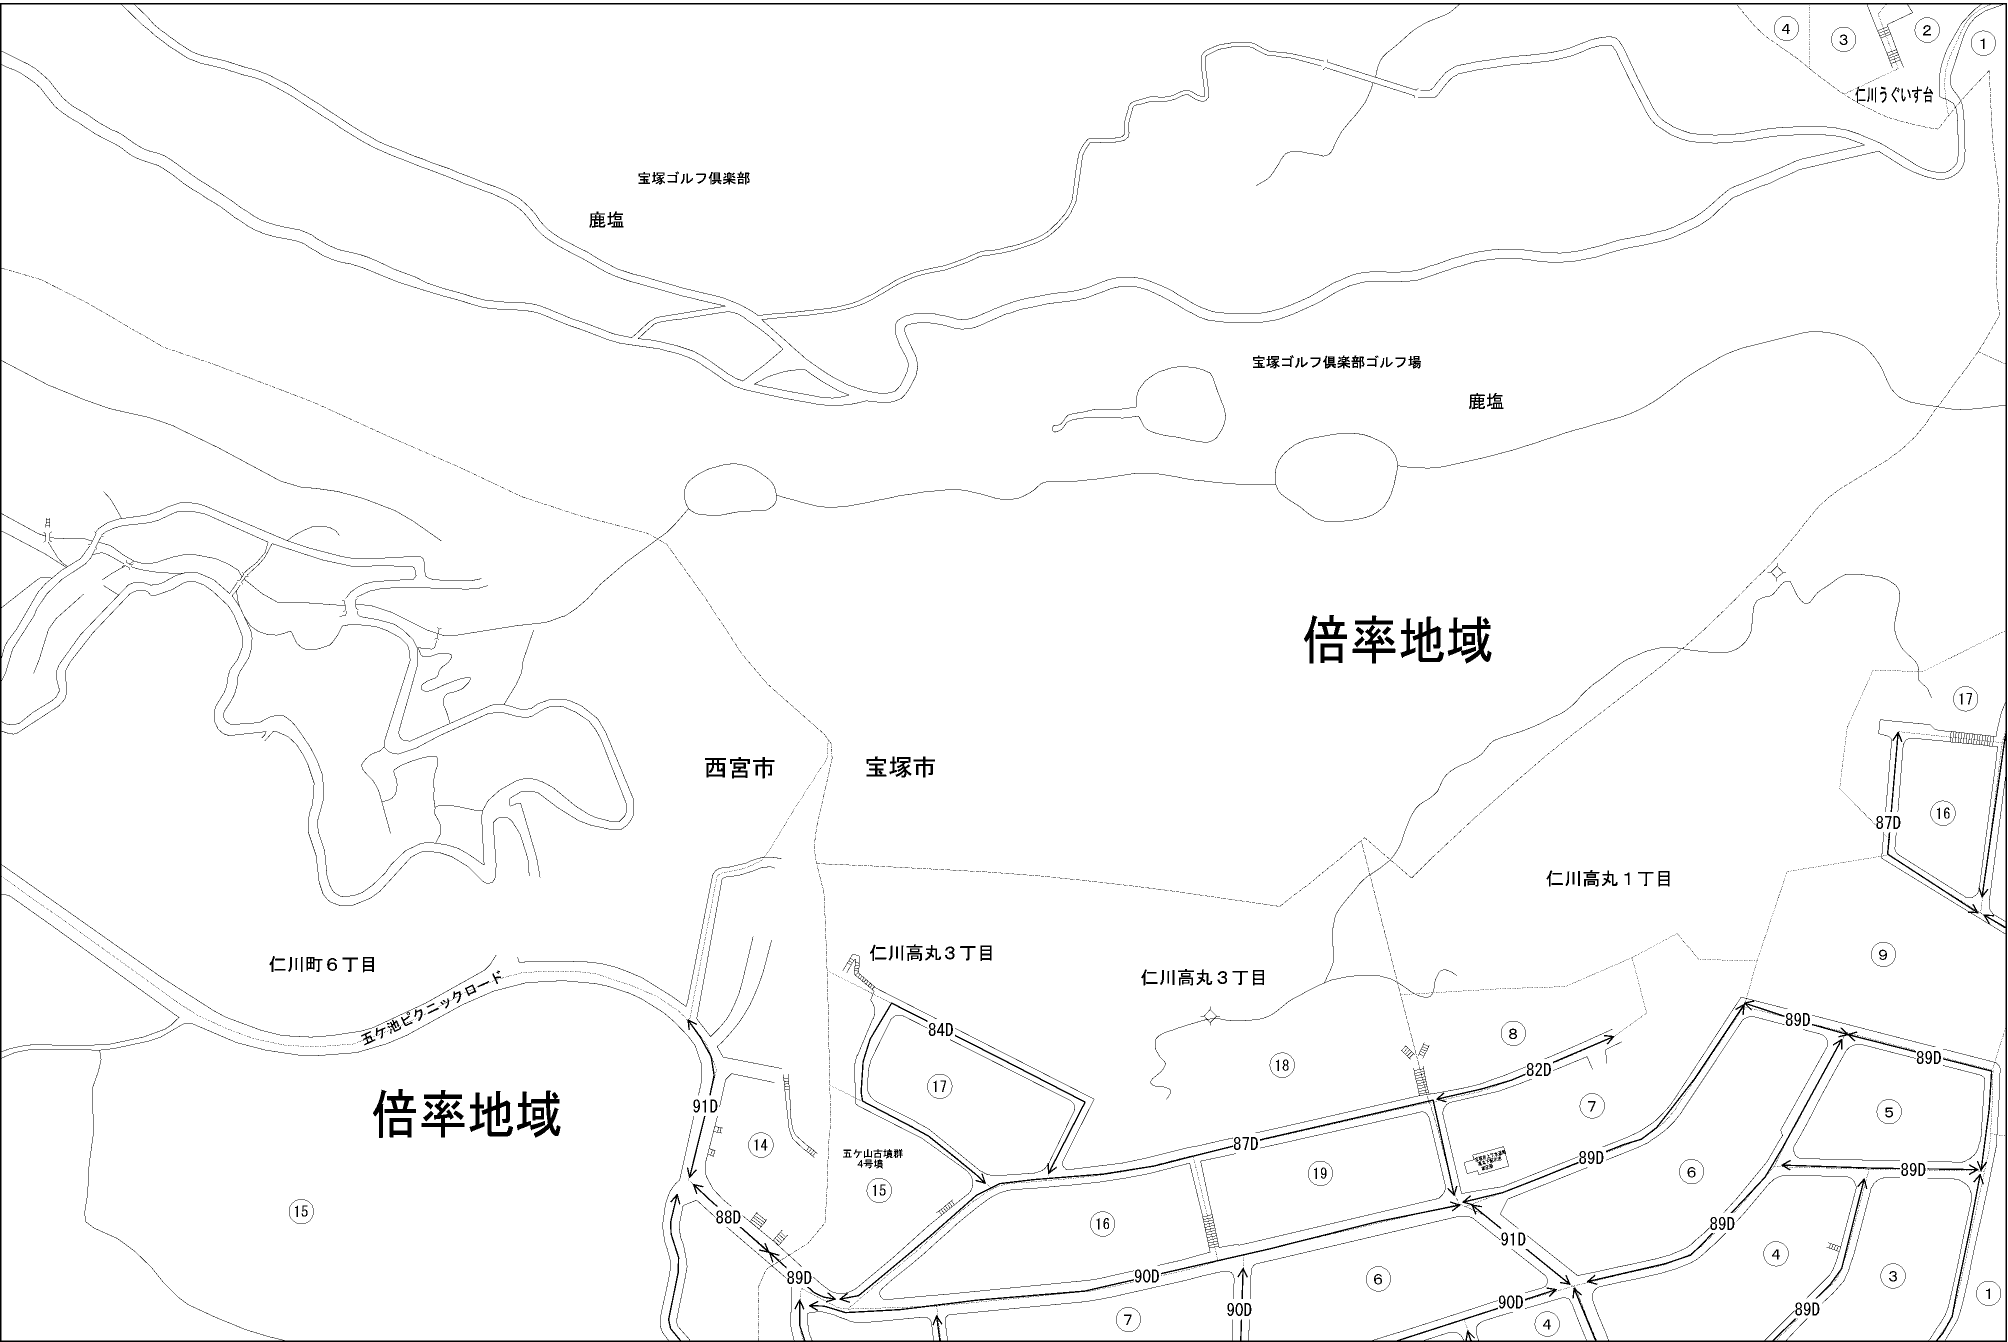 ④
③
②
①
仁川うぐいす台
宝塚ゴルフ倶楽部
鹿塩
宝塚ゴルフ倶楽部ゴルフ場
鹿塩
倍率地域
⑰
西宮市
宝塚市
87D
⑯
仁川高丸１丁目
仁川町６丁目
仁川高丸３丁目
仁川高丸３丁目
⑨
五ケ池ピクニックロード
84D
⑧
89D
89D
倍率地域
⑰
⑱
82D
91D
⑦
⑤
⑭
五ケ山古墳群
4号墳
87D
89D
⑮
⑲
⑥
89D
⑮
88D
⑯
91D
89D
④
89D
90D
⑥
③
90D
⑦
90D
④
89D
①